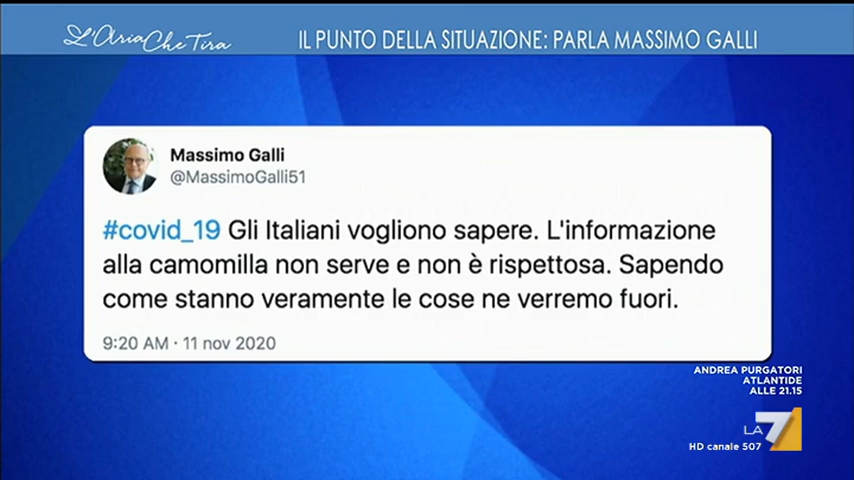 L'Aria Che Tira
IL PUNTO DELLA SITUAZIONE: PARLA MASSIMO GALLI
Massimo Galli
@MassimoGalli51
#covid_19 Gli Italiani vogliono sapere. L'informazione
alla camomilla non serve e non è rispettosa. Sapendo
come stanno veramente le cose ne verremo fuori.
9:20 AM · 11 nov 2020
ANDREA PURGATORI
ATLANTIDE
ALLE 21.15
LA7
HD canale 507